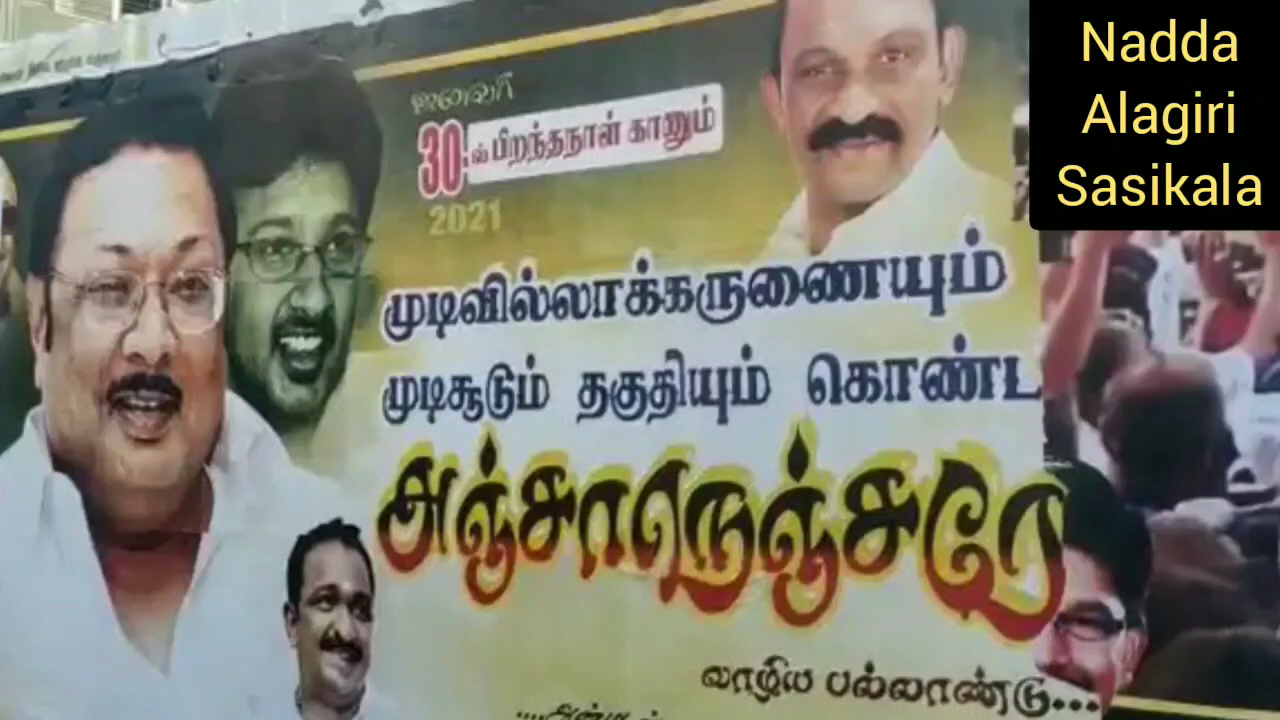 Nadda
Alagiri
Sasikala
ஜனவரி
30ல் பிறந்தநாள் காணும்
2021
முடிவில்லாக்கருணையும்
முடிசூடும் தகுதியும் கொண்ட
அஞ்சாநெஞ்சரே
வாழிய பல்லாண்டு...